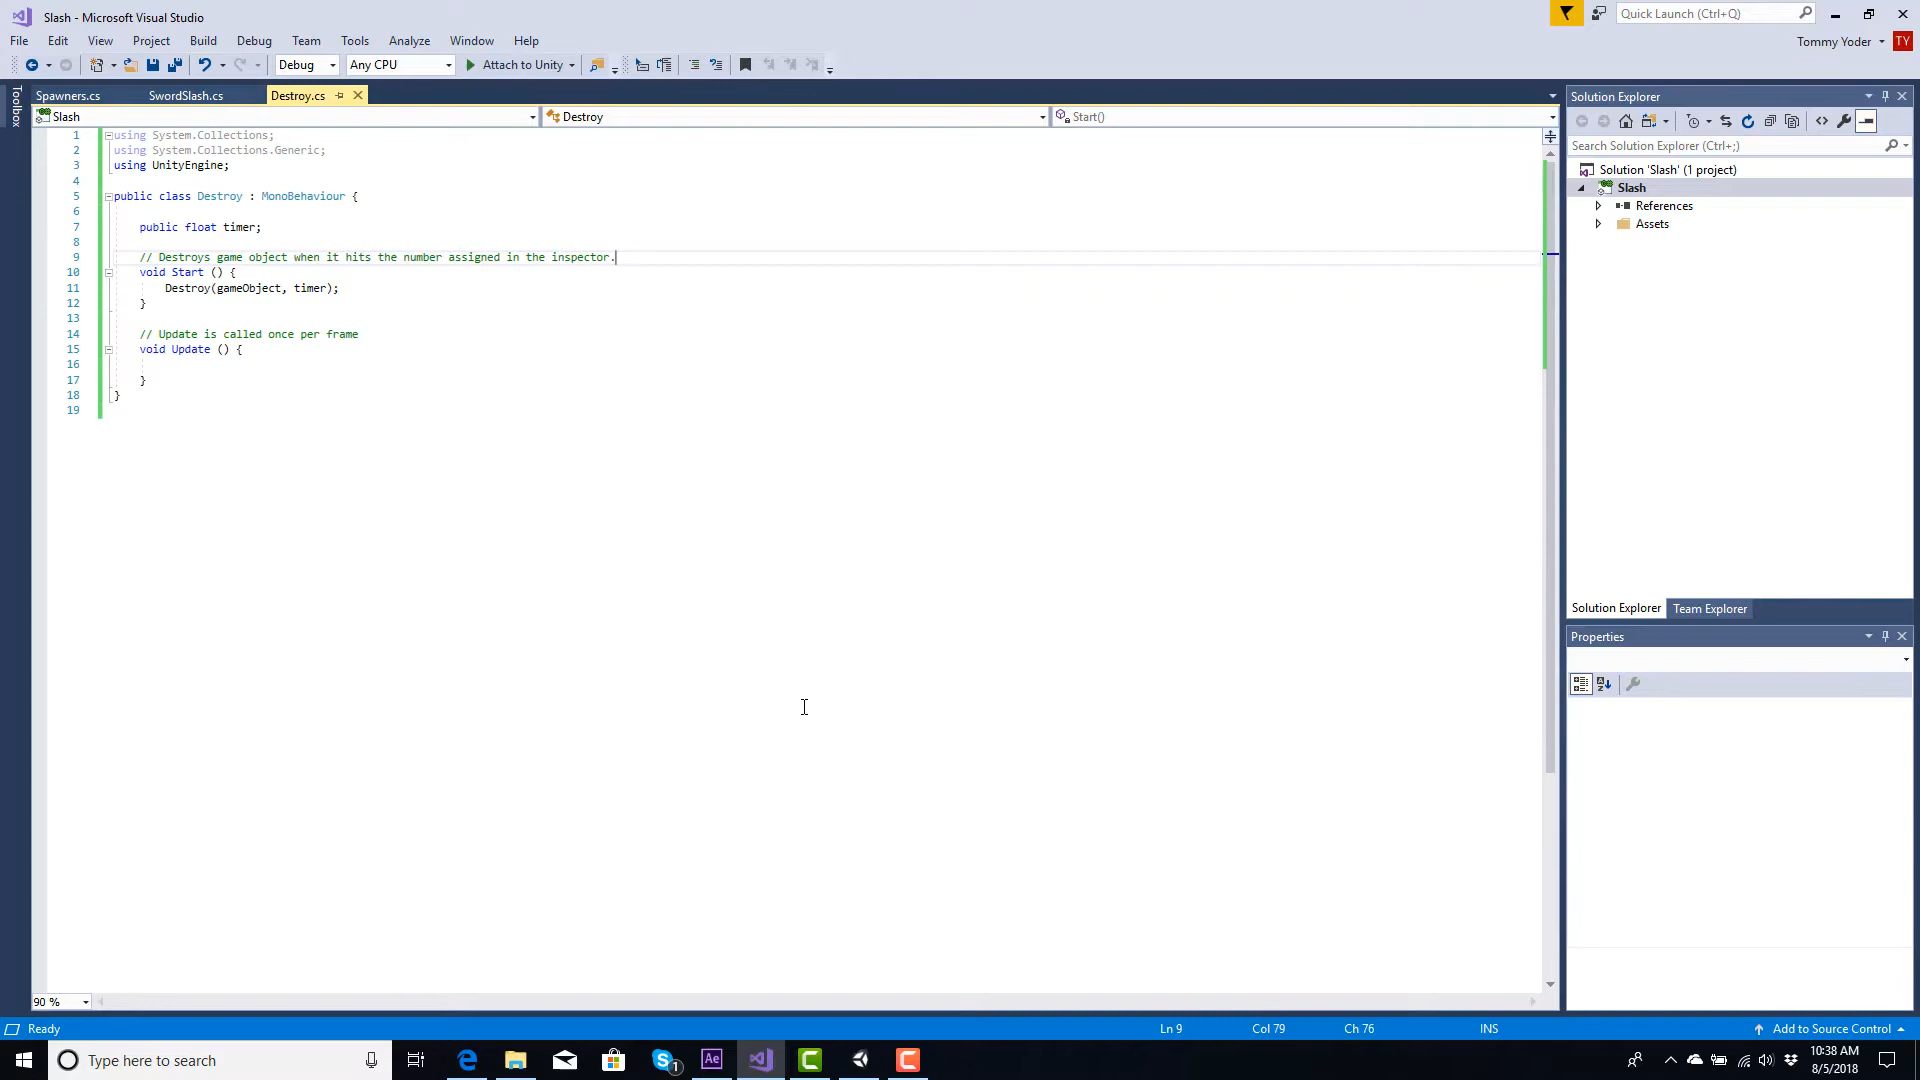 Slash - Microsoft Visual Studio
Quick Launch (Ctrl+Q)
File Edit View Project Build Debug Team Tools Analyze Window Help
Tommy Yoder TY
Debug Any CPU Attach to Unity
Toolbox
Spawners.cs SwordSlash.cs Destroy.cs
Slash Destroy Start()
1 using System.Collections;
2 using System.Collections.Generic;
3 using UnityEngine;
4
5 public class Destroy : MonoBehaviour {
6
7 public float timer;
8
9 // Destroys game object when it hits the number assigned in the inspector.
10 void Start () {
11 Destroy(gameObject, timer);
12 }
13
14 // Update is called once per frame
15 void Update () {
16
17 }
18 }
19
90 %
Solution Explorer
Search Solution Explorer (Ctrl+;)
Solution 'Slash' (1 project)
Slash
References
Assets
Solution Explorer Team Explorer
Properties
Ready Ln 9 Col 79 Ch 76 INS Add to Source Control
Type here to search
1
Ae
10:38 AM
8/5/2018